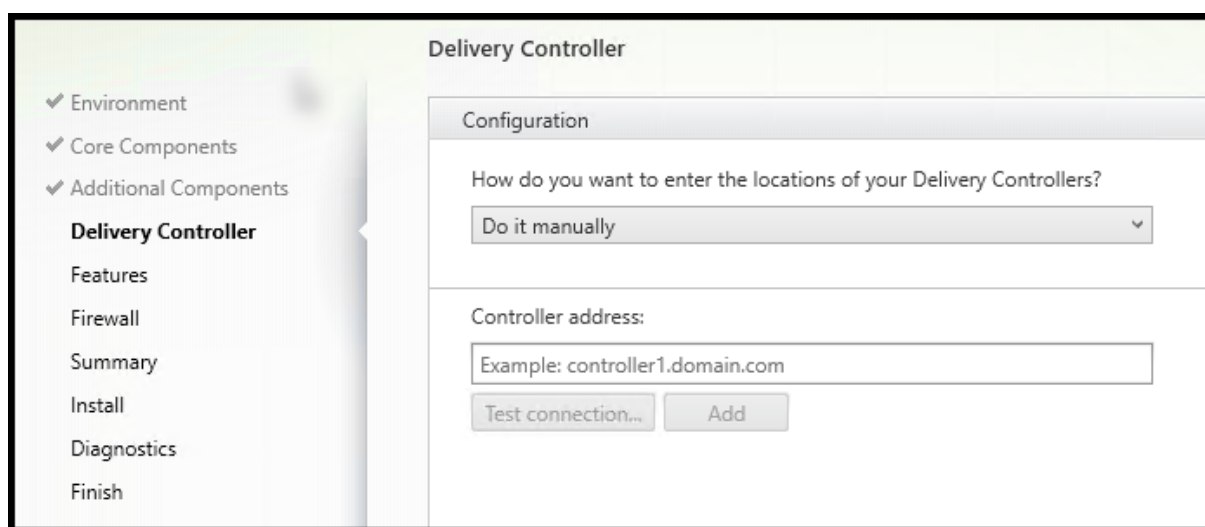 Delivery Controller
Environment
Core Components
Additional Components
Delivery Controller
Features
Firewall
Summary
Install
Diagnostics
Finish
Configuration
How do you want to enter the locations of your Delivery Controllers?
Do it manually
Controller address:
Example: controller1.domain.com
Test connection... Add